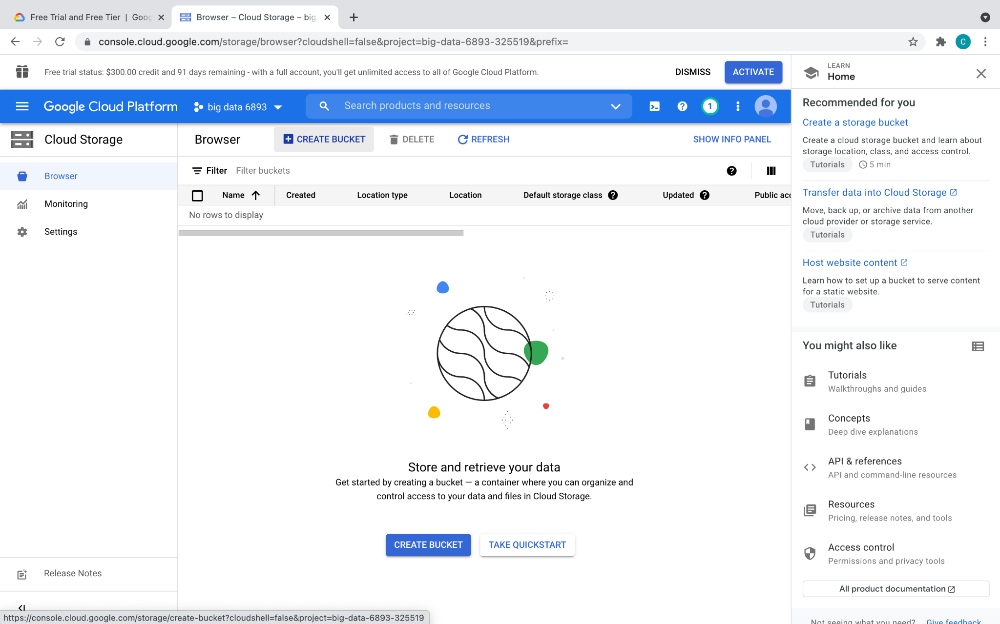 Free Trial and Free Tier | Goog
Browser – Cloud Storage – big
console.cloud.google.com/storage/browser?cloudshell=false&project=big-data-6893-325519&prefix=
C
Free trial status: $300.00 credit and 91 days remaining - with a full account, you'll get unlimited access to all of Google Cloud Platform.
DISMISS
ACTIVATE
LEARN
Home
Google Cloud Platform
big data 6893
Search products and resources
1
Cloud Storage
Browser
CREATE BUCKET
DELETE
REFRESH
SHOW INFO PANEL
Browser
Monitoring
Settings
Filter
Filter buckets
Name
Created
Location type
Location
Default storage class
Updated
Public acc
No rows to display
Store and retrieve your data
Get started by creating a bucket — a container where you can organize and
control access to your data and files in Cloud Storage.
CREATE BUCKET
TAKE QUICKSTART
Release Notes
https://console.cloud.google.com/storage/create-bucket?cloudshell=false&project=big-data-6893-325519
Recommended for you
Create a storage bucket
Create a cloud storage bucket and learn about
storage location, class, and access control.
Tutorials
5 min
Transfer data into Cloud Storage
Move, back up, or archive data from another
cloud provider or storage service.
Tutorials
Host website content
Learn how to set up a bucket to serve content
for a static website.
Tutorials
You might also like
Tutorials
Walkthroughs and guides
Concepts
Deep dive explanations
API & references
API and command-line resources
Resources
Pricing, release notes, and tools
Access control
Permissions and privacy tools
All product documentation
Not seeing what you need?
Give feedback